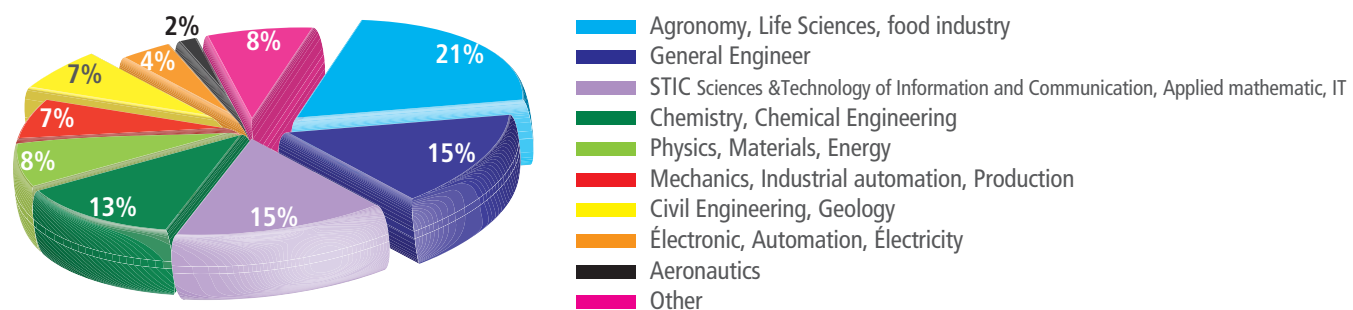 2%
8%
4%
21%
7%
7%
15%
8%
13%
15%
Agronomy, Life Sciences, food industry
General Engineer
STIC Sciences &Technology of Information and Communication, Applied mathematic, IT
Chemistry, Chemical Engineering
Physics, Materials, Energy
Mechanics, Industrial automation, Production
Civil Engineering, Geology
Électronic, Automation, Électricity
Aeronautics
Other